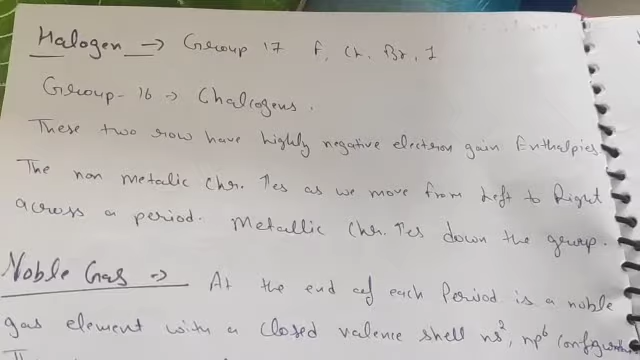 Halogen → Group 17 F, Cl, Br, I
Group-16 → Chalcogens.
These two row have highly negative electron gain Enthalpies
The non metalic Chr. ↑es as we move from left to Right
across a period. Metallic Chr. ↑es down the group.
Noble Gas → At the end of each Period is a noble
gas element with a closed valence shell ns², np⁶